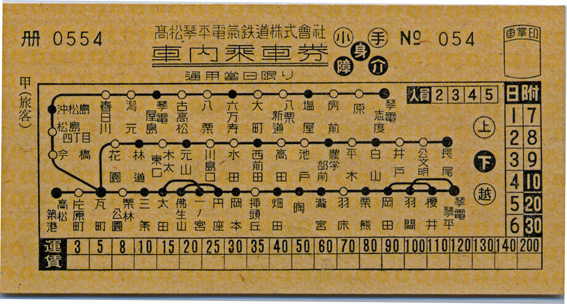 冊 0554
高松琴平電気鉄道株式會社
車内乗車券
通用當日限り
小 手
身
障 介
№ 054
車掌印
甲(旅客)
人員 2 3 4 5
日附
1 7
2 8
3 9
4 10
5 20
6 30
上
下
越
沖松島
松島四丁目
今橋
春日川
潟元
琴電屋島
古高松
八栗
六万寺
大町
八栗新道
塩屋
房前
原
琴電志度
花園
林道
木太東口
元山
川島口
水田
西前田
高田
池戸
農学部前
平木
白山
井戸
公文明
長尾
高松築港
片原町
瓦町
栗林公園
三条
太田
仏生山
一ノ宮
円座
岡本
挿頭丘
畑田
陶
瀧宮
羽床
栗熊
岡田
羽間
榎井
琴電琴平
運賃 3 5 10 15 20 25 30 35 40 50 60 70 80 90 100 110 120 130 140 200